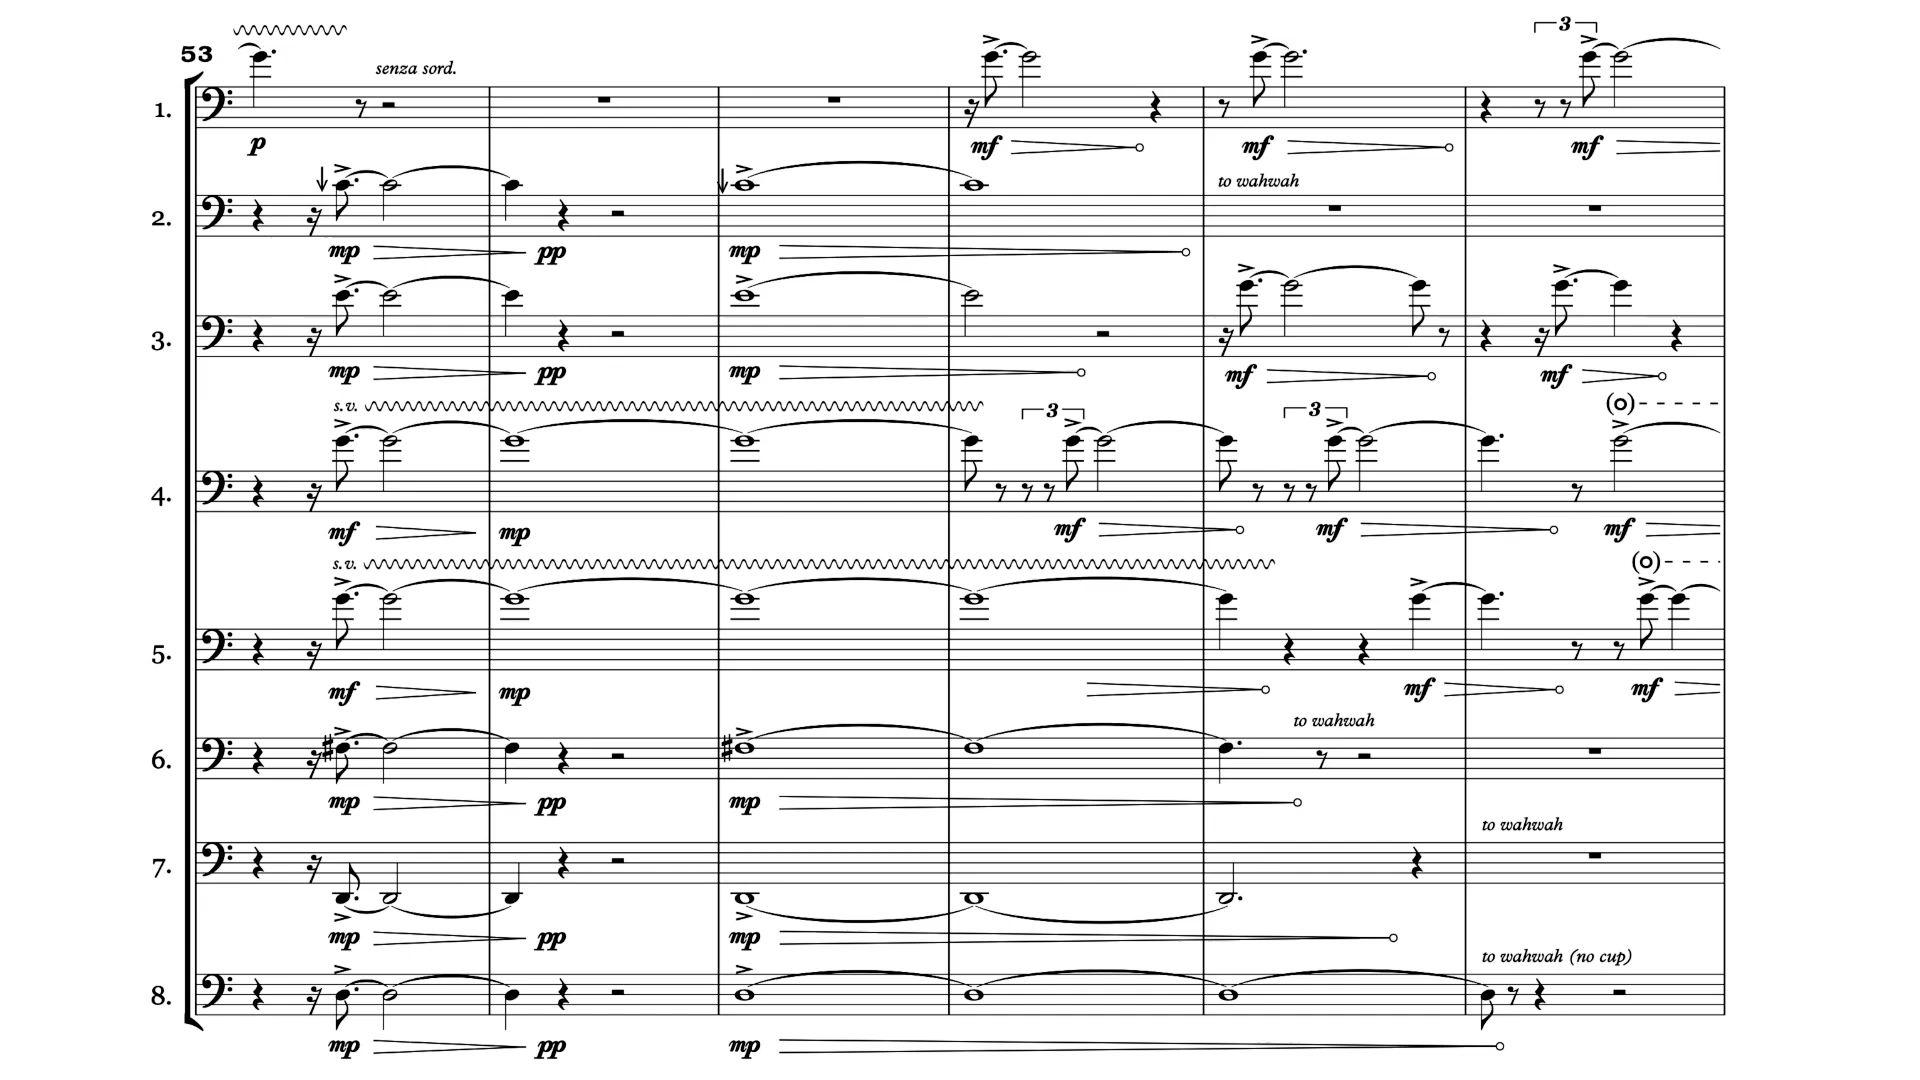 53
senza sord.
3
1.
p
mf
mf
mf
to wahwah
2.
mp
pp
mp
3.
mp
pp
mp
mf
mf
s.v.
3
3
4.
mf
mp
mf
mf
mf
s.v.
5.
mf
mp
mf
mf
to wahwah
6.
mp
pp
mp
to wahwah
7.
mp
pp
mp
to wahwah (no cup)
8.
mp
pp
mp